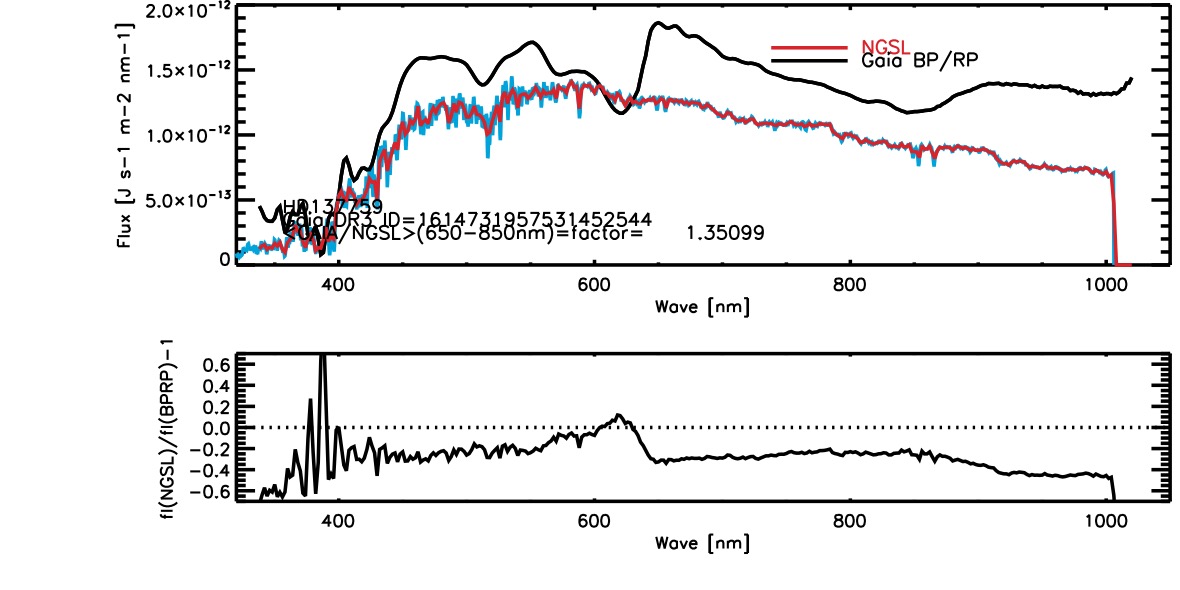 2.0×10−12
1.5×10−12
1.0×10−12
5.0×10−13
0
Flux [J s−1 m−2 nm−1]
NGSL
Gaia BP/RP
HD137759
Gaia DR3 ID=1614731957531452544
<GAIA/NGSL>(650−850nm)=factor= 1.35099
400 600 800 1000
Wave [nm]
fl(NGSL)/fl(BPRP)−1
0.6
0.4
0.2
0.0
−0.2
−0.4
−0.6
400 600 800 1000
Wave [nm]